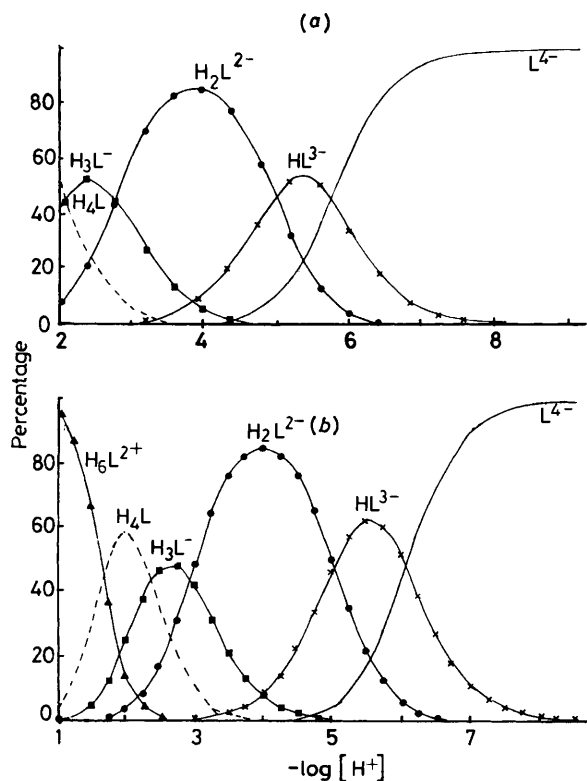 (a)
80
60
40
20
0
H₂L²⁻
L⁴⁻
H₃L⁻
H₄L
HL³⁻
2
4
6
8
Percentage
(b)
80
60
40
20
0
H₆L²⁺
H₄L
H₃L⁻
H₂L²⁻
HL³⁻
L⁴⁻
1
3
5
7
-log [H⁺]